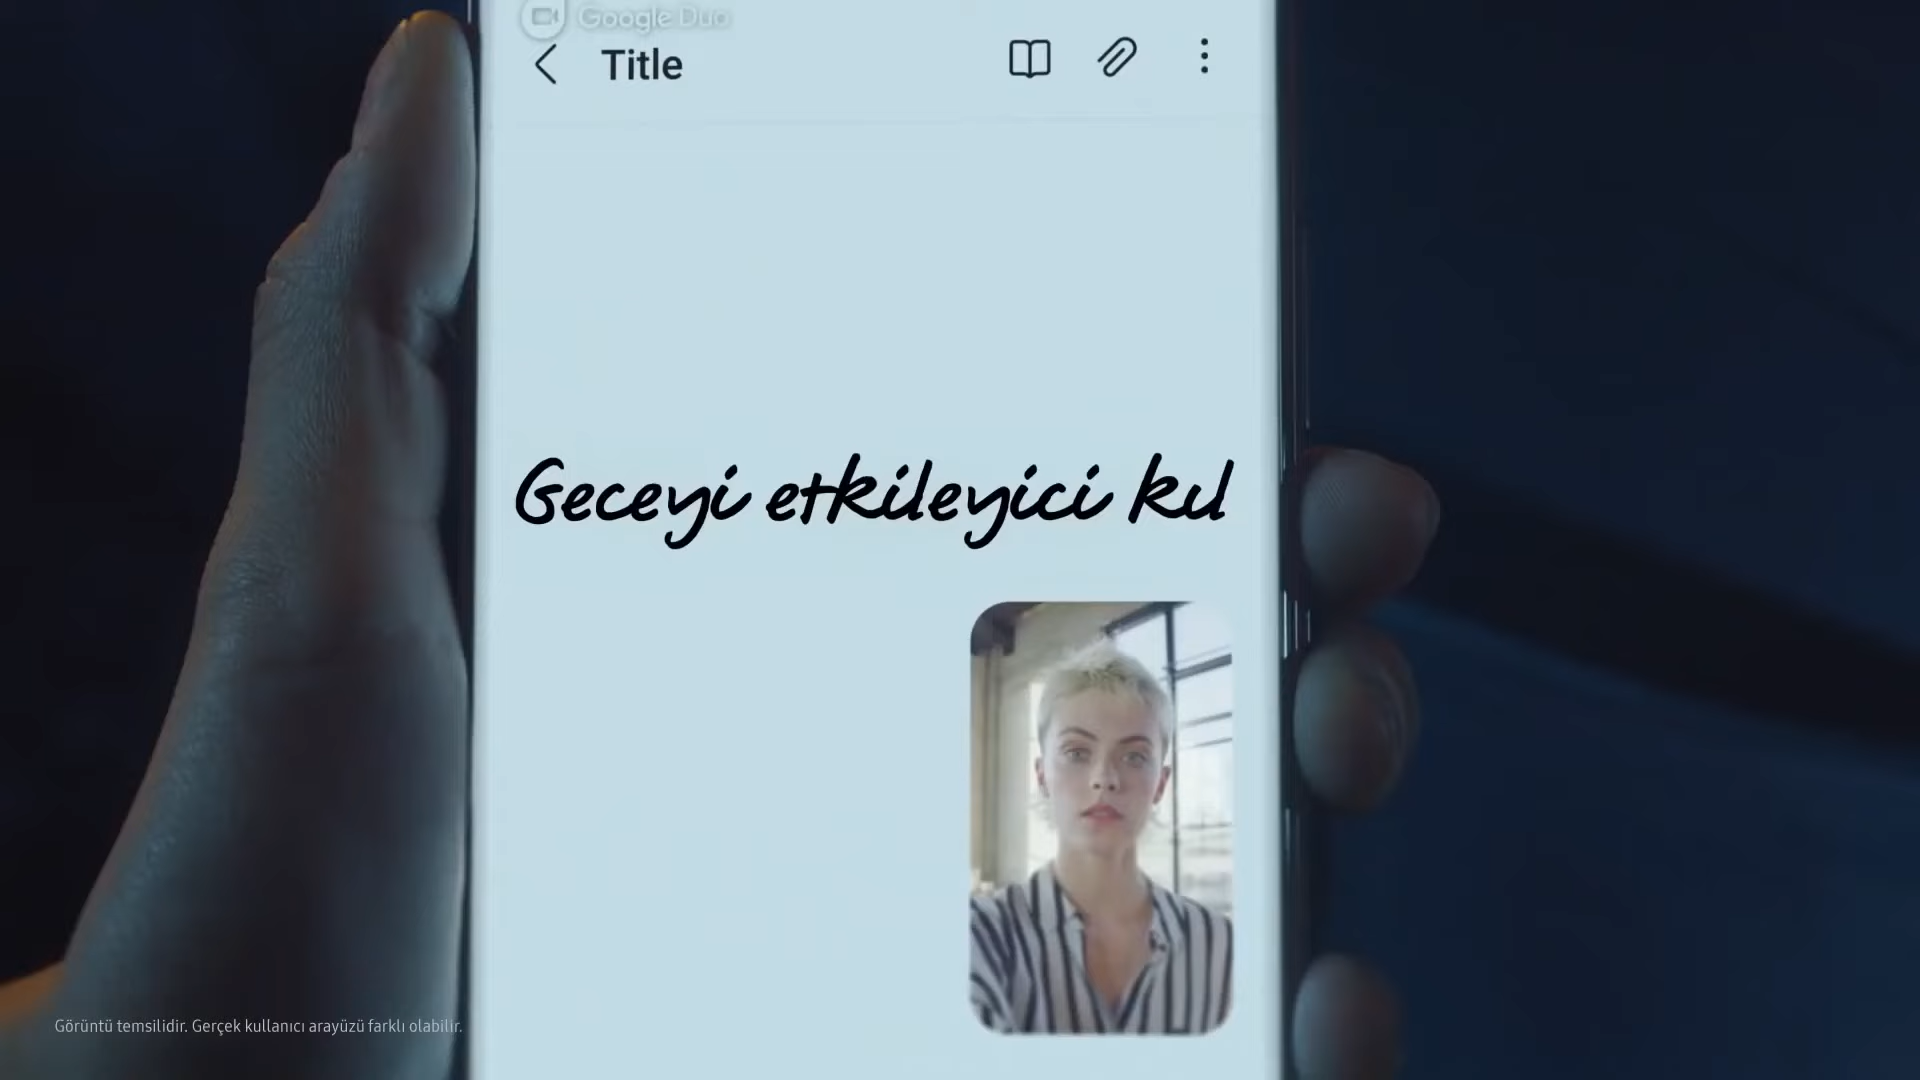 Google Duo
Title
Geceyi etkileyici kıl
Görüntü temsilidir. Gerçek kullanıcı arayüzü farklı olabilir.